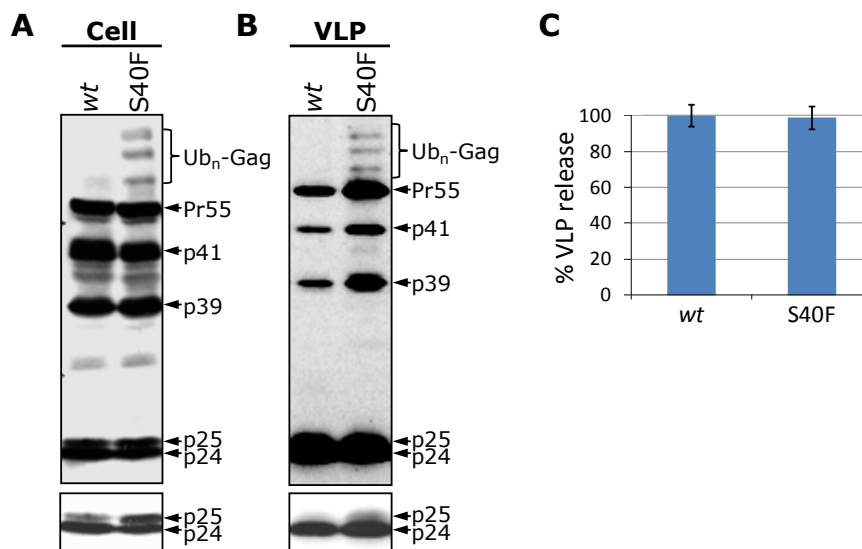 A
Cell
wt
S40F
Ubn-Gag
Pr55
p41
p39
p25
p24
p25
p24
B
VLP
wt
S40F
Ubn-Gag
Pr55
p41
p39
p25
p24
p25
p24
C
% VLP release
100
80
60
40
20
0
wt
S40F